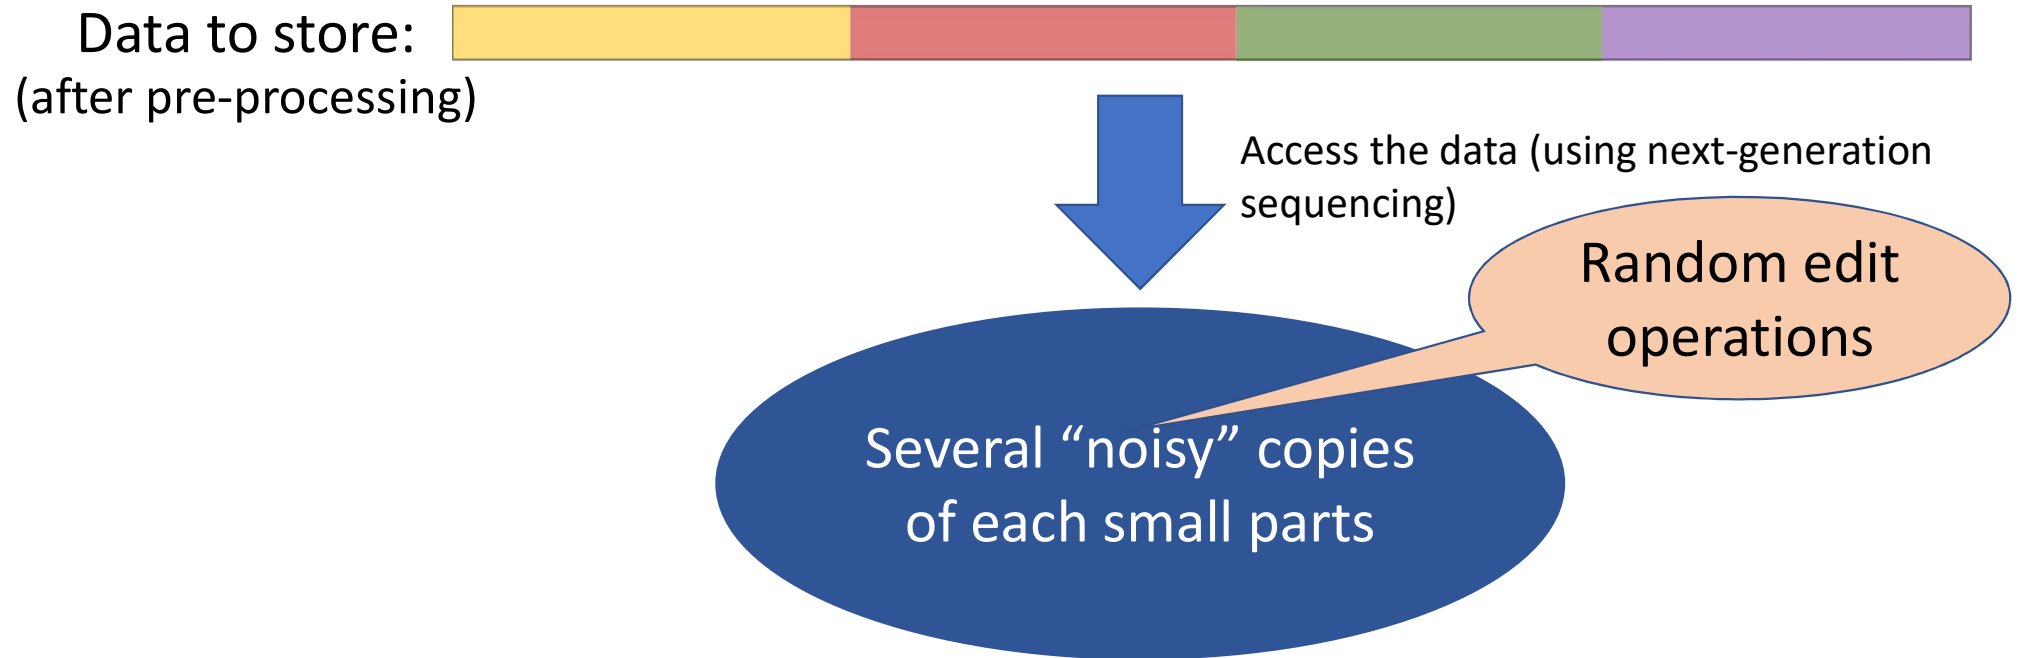 Data to store:
(after pre-processing)
Access the data (using next-generation
sequencing)
Random edit
operations
Several “noisy” copies
of each small parts